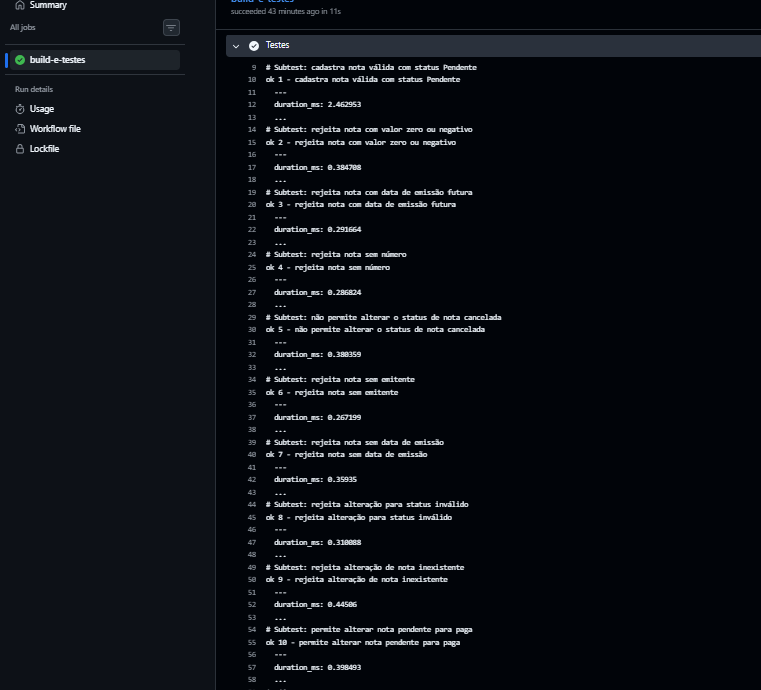 Summary
All jobs
build-e-testes
Run details
Usage
Workflow file
Lockfile
build-e-testes
succeeded 43 minutes ago in 11s
Testes
9 # Subtest: cadastra nota válida com status Pendente
10 ok 1 - cadastra nota válida com status Pendente
11 ---
12 duration_ms: 2.462953
13 ...
14 # Subtest: rejeita nota com valor zero ou negativo
15 ok 2 - rejeita nota com valor zero ou negativo
16 ---
17 duration_ms: 0.384708
18 ...
19 # Subtest: rejeita nota com data de emissão futura
20 ok 3 - rejeita nota com data de emissão futura
21 ---
22 duration_ms: 0.291664
23 ...
24 # Subtest: rejeita nota sem número
25 ok 4 - rejeita nota sem número
26 ---
27 duration_ms: 0.286824
28 ...
29 # Subtest: não permite alterar o status de nota cancelada
30 ok 5 - não permite alterar o status de nota cancelada
31 ---
32 duration_ms: 0.380359
33 ...
34 # Subtest: rejeita nota sem emitente
35 ok 6 - rejeita nota sem emitente
36 ---
37 duration_ms: 0.267199
38 ...
39 # Subtest: rejeita nota sem data de emissão
40 ok 7 - rejeita nota sem data de emissão
41 ---
42 duration_ms: 0.35935
43 ...
44 # Subtest: rejeita alteração para status inválido
45 ok 8 - rejeita alteração para status inválido
46 ---
47 duration_ms: 0.310088
48 ...
49 # Subtest: rejeita alteração de nota inexistente
50 ok 9 - rejeita alteração de nota inexistente
51 ---
52 duration_ms: 0.44506
53 ...
54 # Subtest: permite alterar nota pendente para paga
55 ok 10 - permite alterar nota pendente para paga
56 ---
57 duration_ms: 0.398493
58 ...